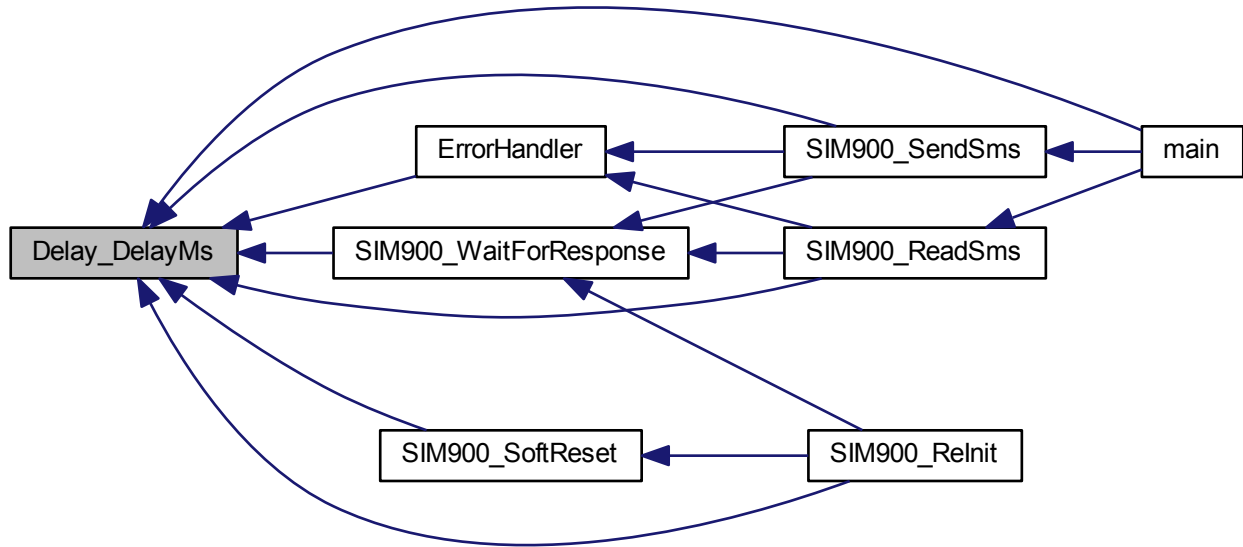 ErrorHandler
SIM900_SendSms
main
Delay_DelayMs
SIM900_WaitForResponse
SIM900_ReadSms
SIM900_SoftReset
SIM900_ReInit